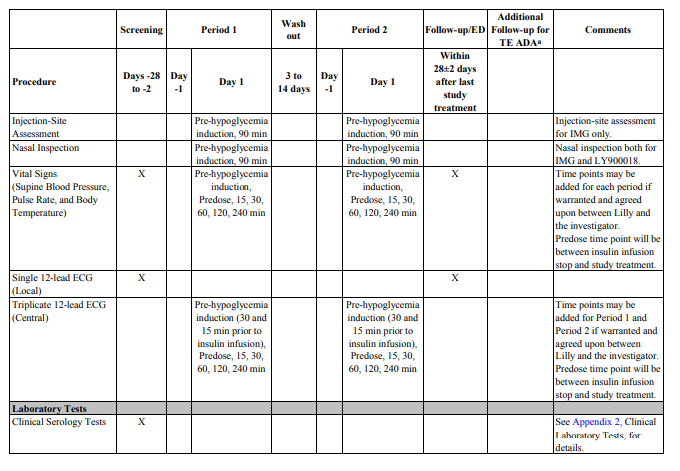 Screening Period 1 Wash out Period 2 Follow-up/ED Additional Follow-up for TE ADAa Comments
Procedure Days -28 to -2 Day -1 Day 1 3 to 14 days Day -1 Day 1 Within 28±2 days after last study treatment
Injection-Site Pre-hypoglycemia Pre-hypoglycemia Injection-site assessment
Assessment induction, 90 min induction, 90 min for IMG only.
Nasal Inspection Pre-hypoglycemia Pre-hypoglycemia Nasal inspection both for
induction, 90 min induction, 90 min IMG and LY900018.
Vital Signs X Pre-hypoglycemia Pre-hypoglycemia X Time points may be
(Supine Blood Pressure, induction, induction, added for each period if
Pulse Rate, and Body Predose, 15, 30, Predose, 15, 30, warranted and agreed
Temperature) 60, 120, 240 min 60, 120, 240 min upon between Lilly and
the investigator.
Predose time point will be
between insulin infusion
stop and study treatment.
Single 12-lead ECG X X
(Local)
Triplicate 12-lead ECG Pre-hypoglycemia Pre-hypoglycemia Time points may be
(Central) induction (30 and induction (30 and added for Period 1 and
15 min prior to 15 min prior to Period 2 if warranted and
insulin infusion), insulin infusion), agreed upon between
Predose, 15, 30, Predose, 15, 30, Lilly and the investigator.
60, 120, 240 min 60, 120, 240 min Predose time point will be
between insulin infusion
stop and study treatment.
Laboratory Tests
Clinical Serology Tests X See Appendix 2, Clinical
Laboratory Tests, for
details.